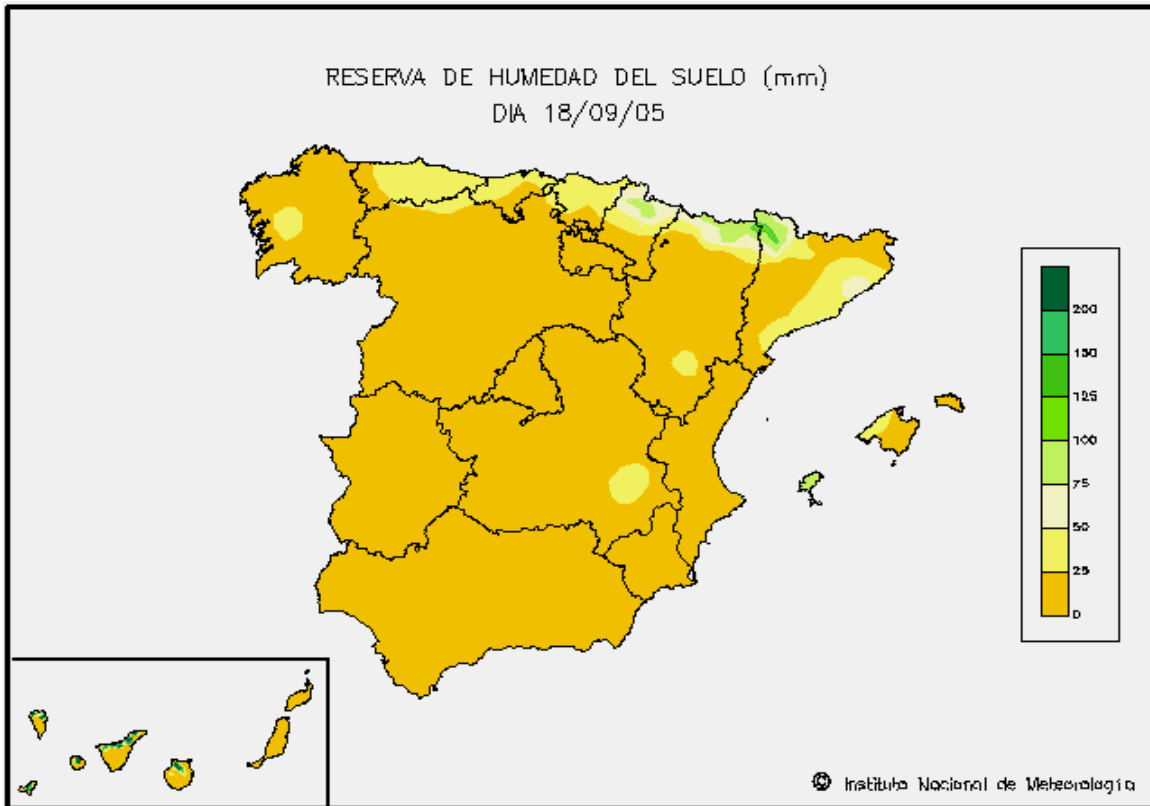 RESERVA DE HUMEDAD DEL SUELO (mm)
DIA 18/09/05
200
150
125
100
75
50
25
0
© Instituto Nacional de Meteorología